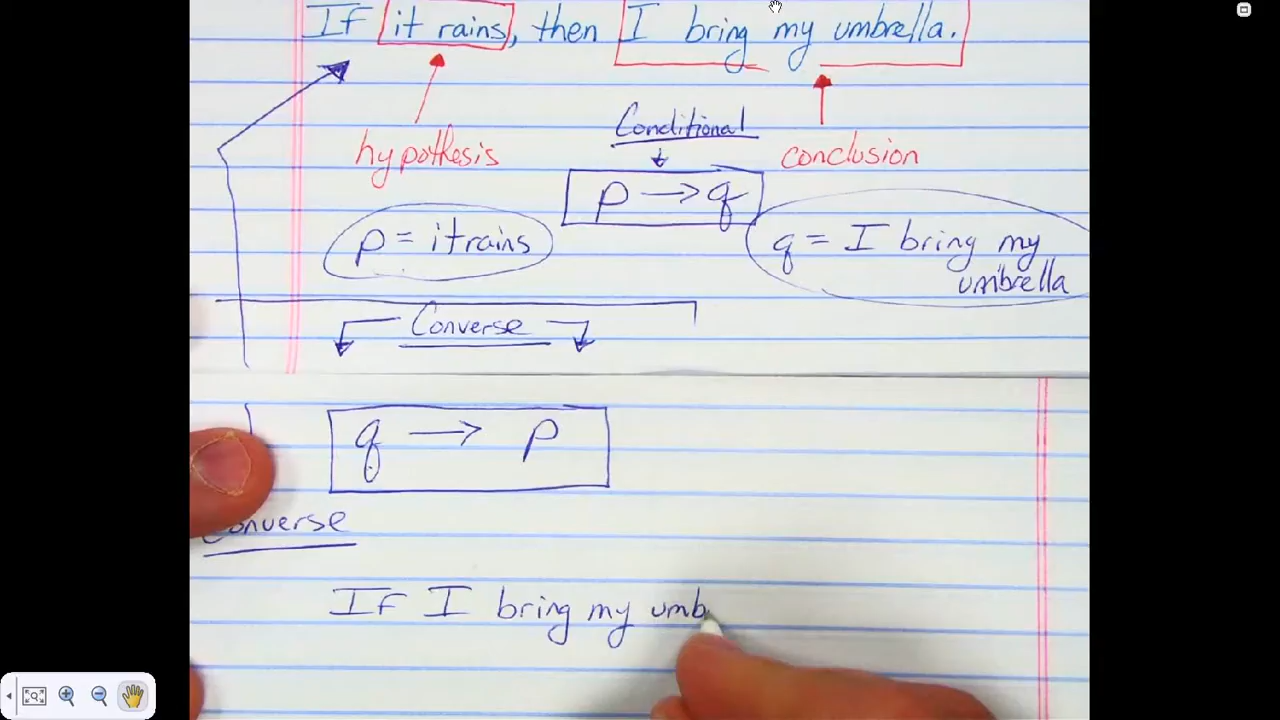 If it rains, then I bring my umbrella.
Conditional
hypothesis
conclusion
p → q
p = it rains
q = I bring my
umbrella
Converse
q → p
Converse
If I bring my umb